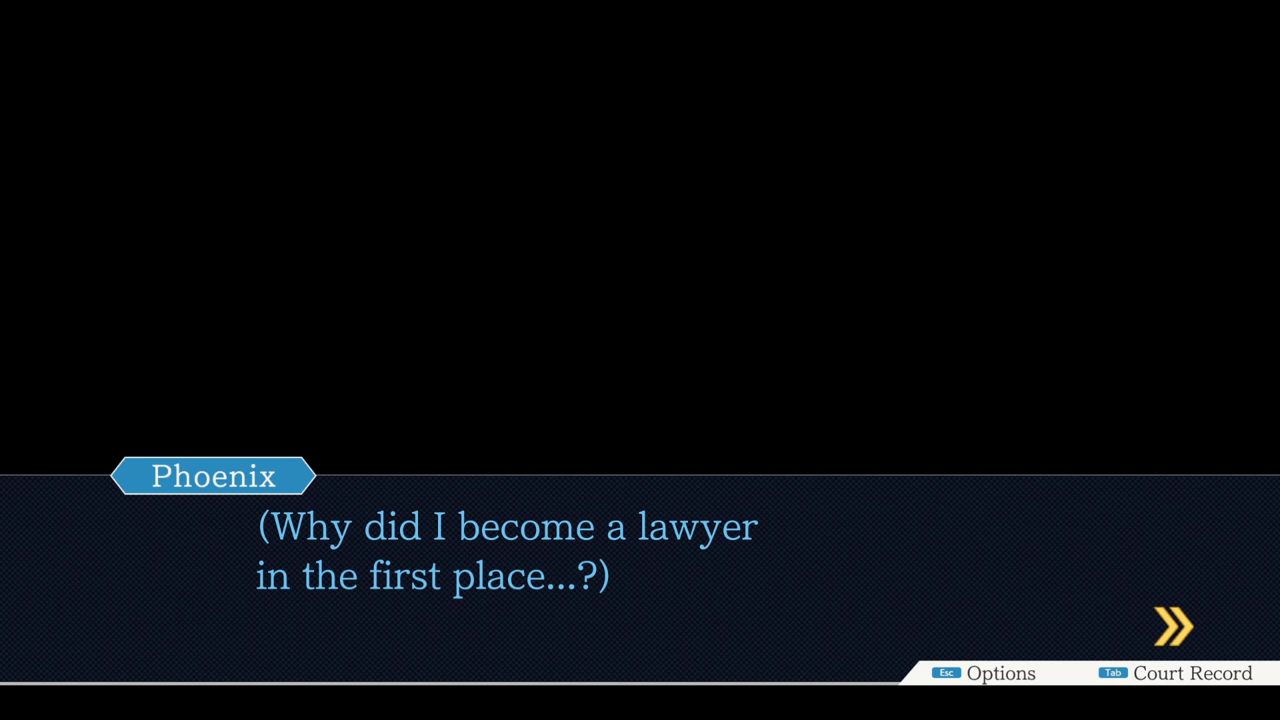 Phoenix
(Why did I become a lawyer
in the first place...?)
Esc Options Tab Court Record